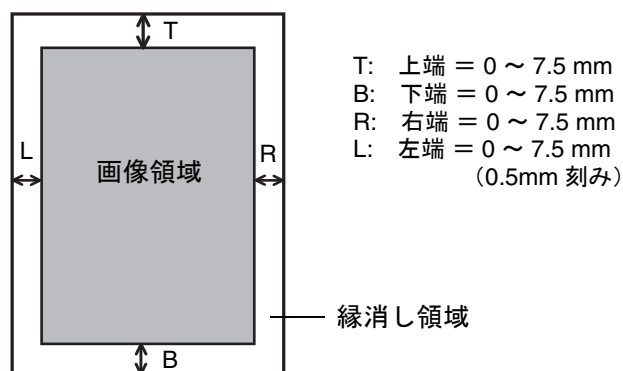 T
L
画像領域
R
B
縁消し領域
T: 上端 ＝ 0 ～ 7.5 mm
B: 下端 ＝ 0 ～ 7.5 mm
R: 右端 ＝ 0 ～ 7.5 mm
L: 左端 ＝ 0 ～ 7.5 mm
（0.5mm 刻み）